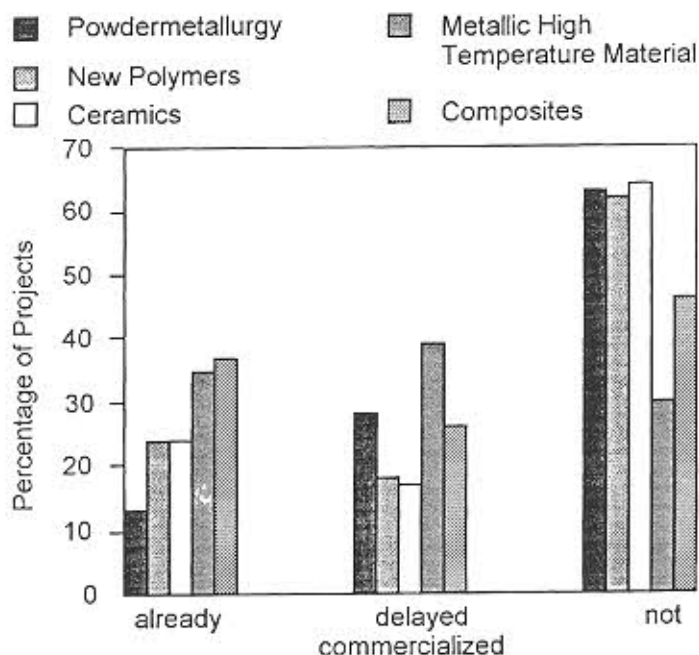 Powdermetallurgy
New Polymers
Ceramics
Metallic High
Temperature Material
Composites
70
60
50
40
30
20
10
0
Percentage of Projects
already
delayed
not
commercialized